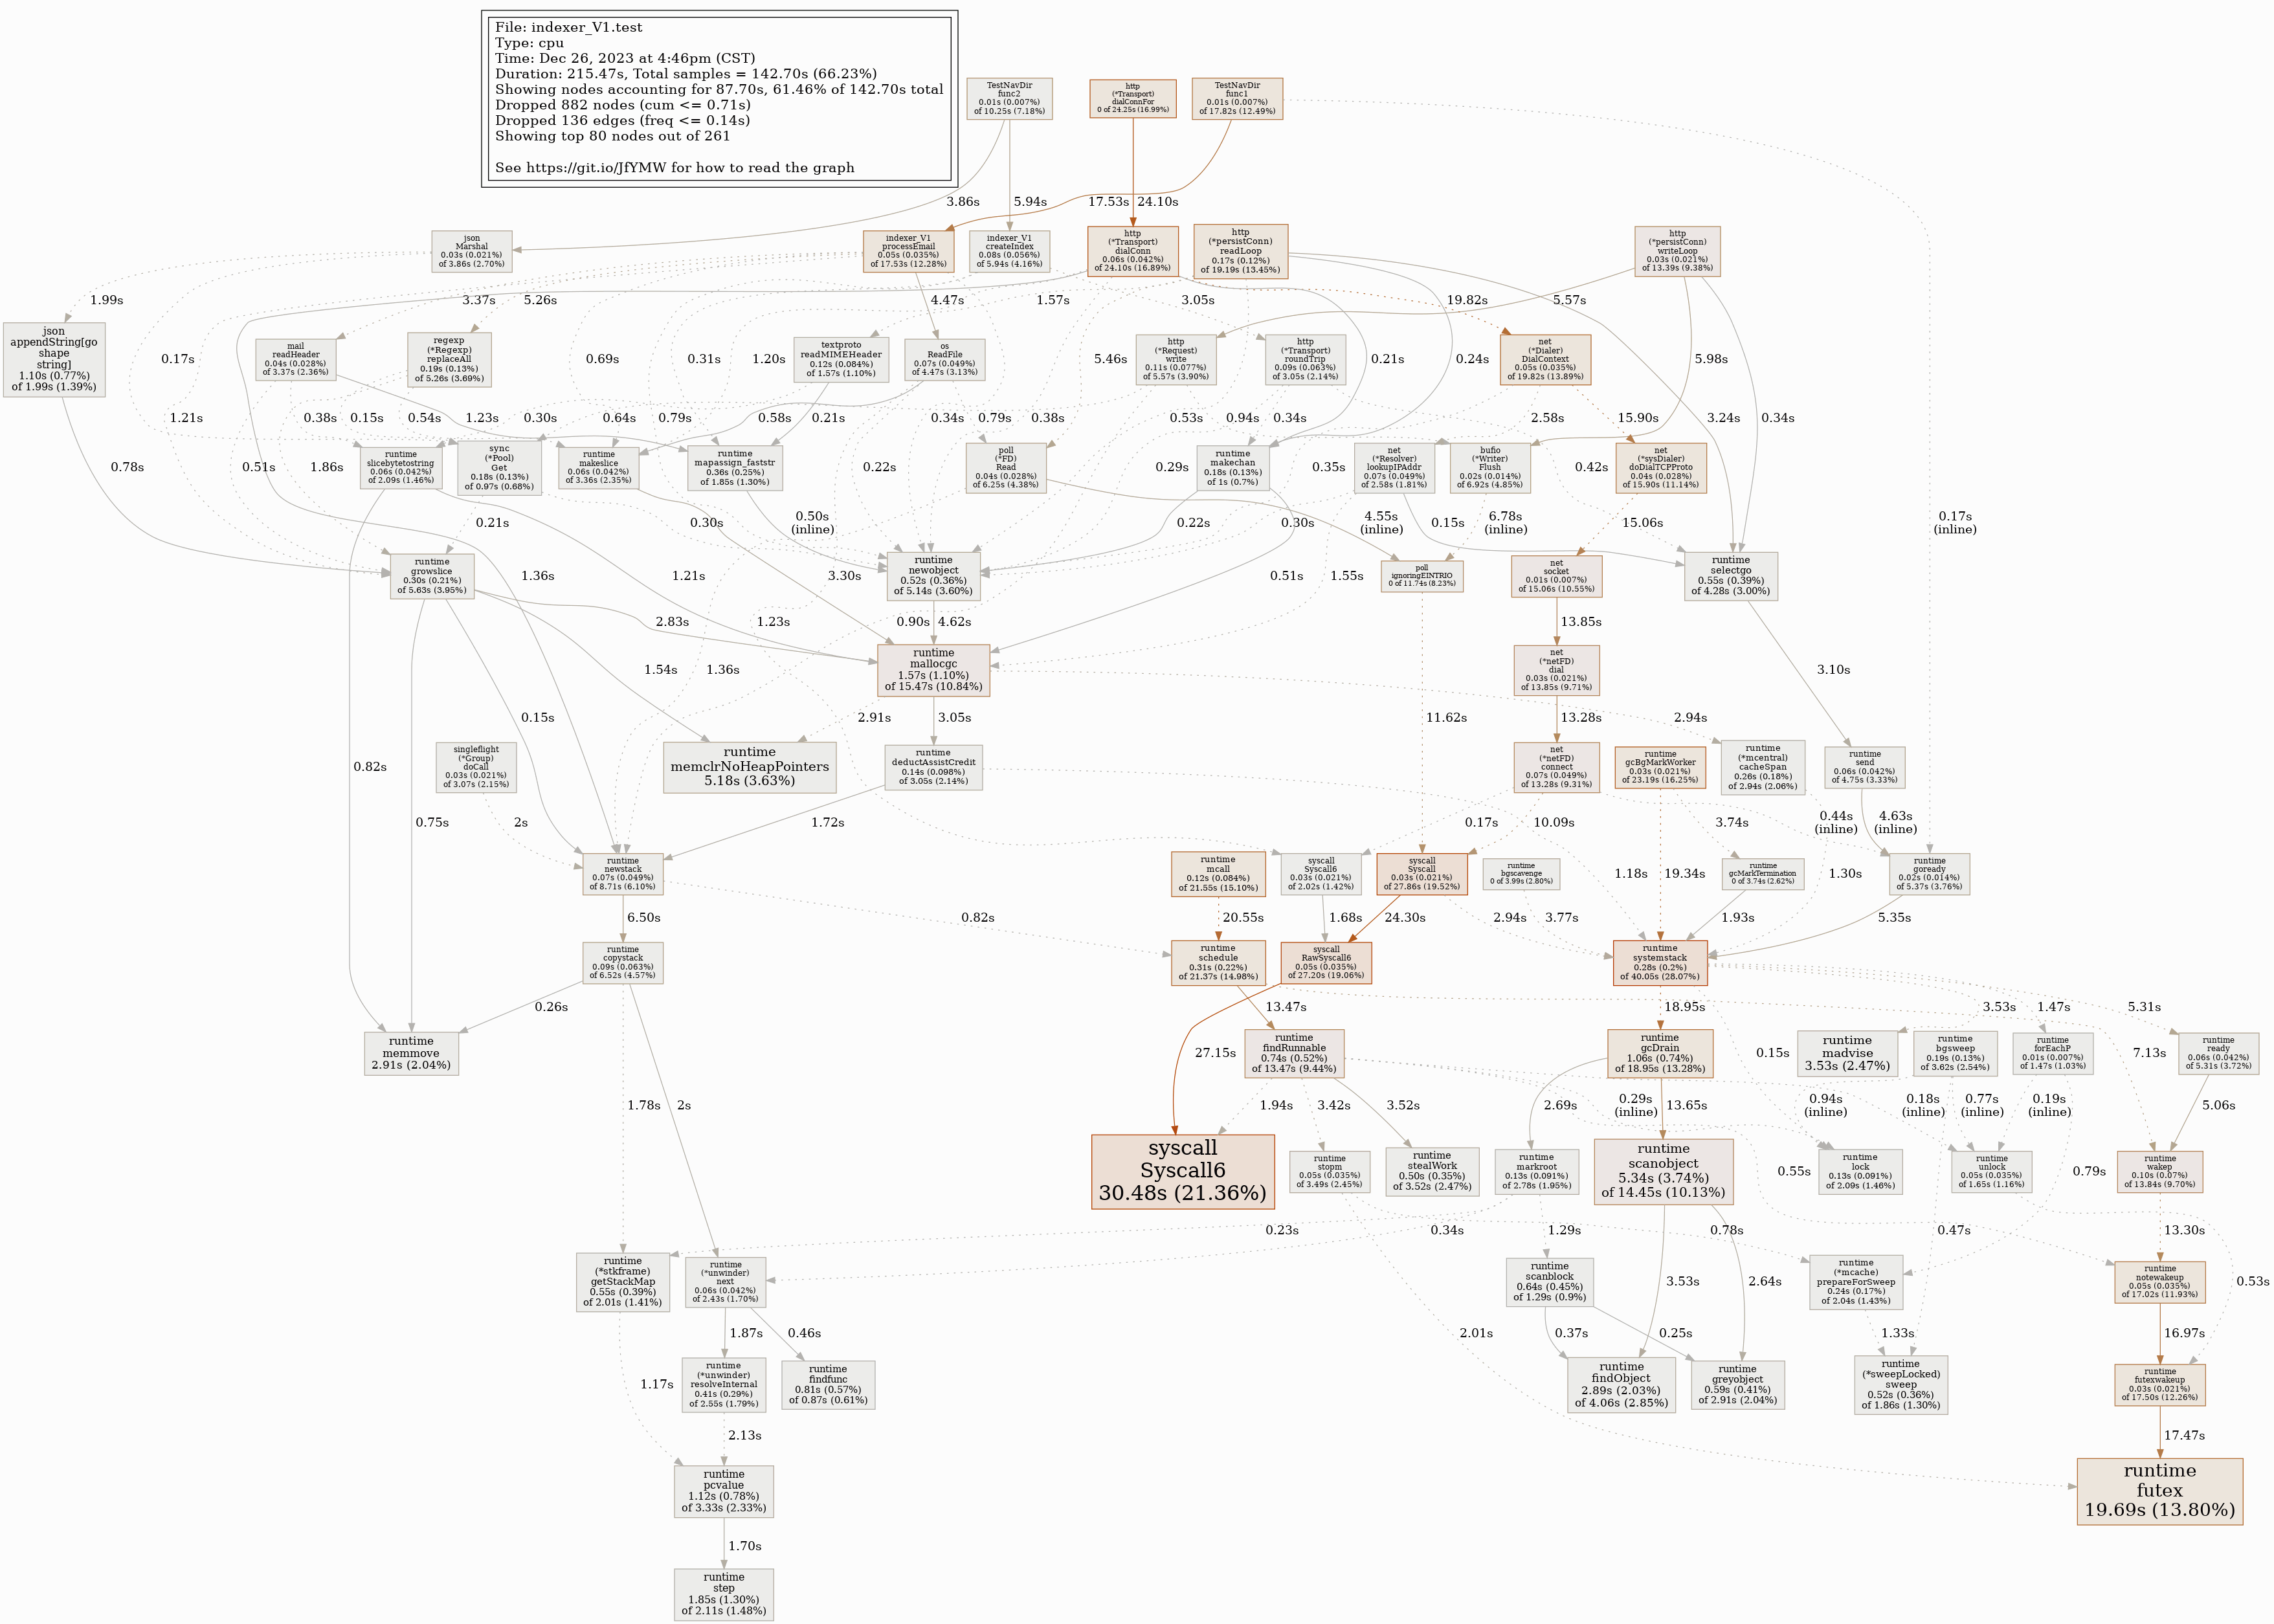 File: indexer_V1.test
Type: cpu
Time: Dec 26, 2023 at 4:46pm (CST)
Duration: 215.47s, Total samples = 142.70s (66.23%)
Showing nodes accounting for 87.70s, 61.46% of 142.70s total
Dropped 882 nodes (cum <= 0.71s)
Dropped 136 edges (freq <= 0.14s)
Showing top 80 nodes out of 261
See https://git.io/JfYMW for how to read the graph
TestNavDir
func2
0.01s (0.007%)
of 10.25s (7.18%)
http
(*Transport)
dialConnFor
0 of 24.25s (16.99%)
TestNavDir
func1
0.01s (0.007%)
of 17.82s (12.49%)
3.86s
5.94s
17.53s
24.10s
json
Marshal
0.03s (0.021%)
of 3.86s (2.70%)
indexer_V1
processEmail
0.05s (0.035%)
of 17.53s (12.28%)
indexer_V1
createIndex
0.08s (0.056%)
of 5.94s (4.16%)
http
(*Transport)
dialConn
0.06s (0.042%)
of 24.10s (16.89%)
http
(*persistConn)
readLoop
0.17s (0.12%)
of 19.19s (13.45%)
http
(*persistConn)
writeLoop
0.03s (0.021%)
of 13.39s (9.38%)
1.99s
3.37s
5.26s
4.47s
1.57s
3.05s
19.82s
5.57s
json
appendString[go
shape
string]
1.10s (0.77%)
of 1.99s (1.39%)
0.17s
mail
readHeader
0.04s (0.028%)
of 3.37s (2.36%)
regexp
(*Regexp)
replaceAll
0.19s (0.13%)
of 5.26s (3.69%)
0.69s
0.31s
1.20s
textproto
readMIMEHeader
0.12s (0.084%)
of 1.57s (1.10%)
os
ReadFile
0.07s (0.049%)
of 4.47s (3.13%)
5.46s
http
(*Request)
write
0.11s (0.077%)
of 5.57s (3.90%)
0.24s
http
(*Transport)
roundTrip
0.09s (0.063%)
of 3.05s (2.14%)
0.21s
net
(*Dialer)
DialContext
0.05s (0.035%)
of 19.82s (13.89%)
5.98s
1.21s
0.38s
0.15s
0.54s
1.23s
0.30s
0.64s
0.79s
0.58s
0.21s
0.34s
0.79s
0.38s
0.53s
0.94s
0.34s
2.58s
15.90s
3.24s
0.34s
runtime
slicebytetostring
0.06s (0.042%)
of 2.09s (1.46%)
sync
(*Pool)
Get
0.18s (0.13%)
of 0.97s (0.68%)
runtime
makeslice
0.06s (0.042%)
of 3.36s (2.35%)
runtime
mapassign_faststr
0.36s (0.25%)
of 1.85s (1.30%)
poll
(*FD)
Read
0.04s (0.028%)
of 6.25s (4.38%)
runtime
makechan
0.18s (0.13%)
of 1s (0.7%)
net
(*Resolver)
lookupIPAddr
0.07s (0.049%)
of 2.58s (1.81%)
bufio
(*Writer)
Flush
0.02s (0.014%)
of 6.92s (4.85%)
net
(*sysDialer)
doDialTCPProto
0.04s (0.028%)
of 15.90s (11.14%)
0.78s
0.51s
1.86s
0.22s
0.29s
0.35s
0.42s
0.21s
0.30s
0.50s
(inline)
0.22s
0.30s
4.55s
(inline)
0.15s
6.78s
(inline)
15.06s
0.17s
(inline)
runtime
growslice
0.30s (0.21%)
of 5.63s (3.95%)
1.36s
1.21s
3.30s
runtime
newobject
0.52s (0.36%)
of 5.14s (3.60%)
0.51s
1.55s
poll
ignoringEINTRIO
0 of 11.74s (8.23%)
net
socket
0.01s (0.007%)
of 15.06s (10.55%)
runtime
selectgo
0.55s (0.39%)
of 4.28s (3.00%)
2.83s
1.23s
0.90s
4.62s
13.85s
1.54s
1.36s
runtime
mallocgc
1.57s (1.10%)
of 15.47s (10.84%)
net
(*netFD)
dial
0.03s (0.021%)
of 13.85s (9.71%)
3.10s
0.15s
2.91s
3.05s
11.62s
13.28s
2.94s
0.82s
singleflight
(*Group)
doCall
0.03s (0.021%)
of 3.07s (2.15%)
runtime
memclrNoHeapPointers
5.18s (3.63%)
runtime
deductAssistCredit
0.14s (0.098%)
of 3.05s (2.14%)
net
(*netFD)
connect
0.07s (0.049%)
of 13.28s (9.31%)
runtime
gcBgMarkWorker
0.03s (0.021%)
of 23.19s (16.25%)
runtime
(*mcentral)
cacheSpan
0.26s (0.18%)
of 2.94s (2.06%)
runtime
send
0.06s (0.042%)
of 4.75s (3.33%)
0.75s
2s
1.72s
0.17s
10.09s
3.74s
0.44s
(inline)
4.63s
(inline)
runtime
newstack
0.07s (0.049%)
of 8.71s (6.10%)
runtime
mcall
0.12s (0.084%)
of 21.55s (15.10%)
syscall
Syscall6
0.03s (0.021%)
of 2.02s (1.42%)
syscall
Syscall
0.03s (0.021%)
of 27.86s (19.52%)
runtime
bgscavenge
0 of 3.99s (2.80%)
1.18s
19.34s
runtime
gcMarkTermination
0 of 3.74s (2.62%)
1.30s
runtime
goready
0.02s (0.014%)
of 5.37s (3.76%)
6.50s
0.82s
20.55s
1.68s
24.30s
2.94s
3.77s
1.93s
5.35s
runtime
copystack
0.09s (0.063%)
of 6.52s (4.57%)
runtime
schedule
0.31s (0.22%)
of 21.37s (14.98%)
syscall
RawSyscall6
0.05s (0.035%)
of 27.20s (19.06%)
runtime
systemstack
0.28s (0.2%)
of 40.05s (28.07%)
0.26s
13.47s
18.95s
3.53s
1.47s
5.31s
runtime
memmove
2.91s (2.04%)
27.15s
runtime
findRunnable
0.74s (0.52%)
of 13.47s (9.44%)
runtime
gcDrain
1.06s (0.74%)
of 18.95s (13.28%)
0.15s
runtime
madvise
3.53s (2.47%)
runtime
bgsweep
0.19s (0.13%)
of 3.62s (2.54%)
runtime
forEachP
0.01s (0.007%)
of 1.47s (1.03%)
7.13s
runtime
ready
0.06s (0.042%)
of 5.31s (3.72%)
1.78s
2s
1.94s
3.42s
3.52s
2.69s
0.29s
(inline)
13.65s
0.94s
(inline)
0.18s
(inline)
0.77s
(inline)
0.19s
(inline)
5.06s
syscall
Syscall6
30.48s (21.36%)
runtime
stopm
0.05s (0.035%)
of 3.49s (2.45%)
runtime
stealWork
0.50s (0.35%)
of 3.52s (2.47%)
runtime
markroot
0.13s (0.091%)
of 2.78s (1.95%)
runtime
scanobject
5.34s (3.74%)
of 14.45s (10.13%)
0.55s
runtime
lock
0.13s (0.091%)
of 2.09s (1.46%)
runtime
unlock
0.05s (0.035%)
of 1.65s (1.16%)
0.79s
runtime
wakep
0.10s (0.07%)
of 13.84s (9.70%)
0.23s
0.34s
1.29s
0.78s
0.47s
13.30s
runtime
(*stkframe)
getStackMap
0.55s (0.39%)
of 2.01s (1.41%)
runtime
(*unwinder)
next
0.06s (0.042%)
of 2.43s (1.70%)
runtime
scanblock
0.64s (0.45%)
of 1.29s (0.9%)
3.53s
2.64s
runtime
(*mcache)
prepareForSweep
0.24s (0.17%)
of 2.04s (1.43%)
runtime
notewakeup
0.05s (0.035%)
of 17.02s (11.93%)
0.53s
1.87s
0.46s
2.01s
0.37s
0.25s
1.33s
16.97s
1.17s
runtime
(*unwinder)
resolveInternal
0.41s (0.29%)
of 2.55s (1.79%)
runtime
findfunc
0.81s (0.57%)
of 0.87s (0.61%)
runtime
findObject
2.89s (2.03%)
of 4.06s (2.85%)
runtime
greyobject
0.59s (0.41%)
of 2.91s (2.04%)
runtime
(*sweepLocked)
sweep
0.52s (0.36%)
of 1.86s (1.30%)
runtime
futexwakeup
0.03s (0.021%)
of 17.50s (12.26%)
2.13s
17.47s
runtime
pcvalue
1.12s (0.78%)
of 3.33s (2.33%)
runtime
futex
19.69s (13.80%)
1.70s
runtime
step
1.85s (1.30%)
of 2.11s (1.48%)